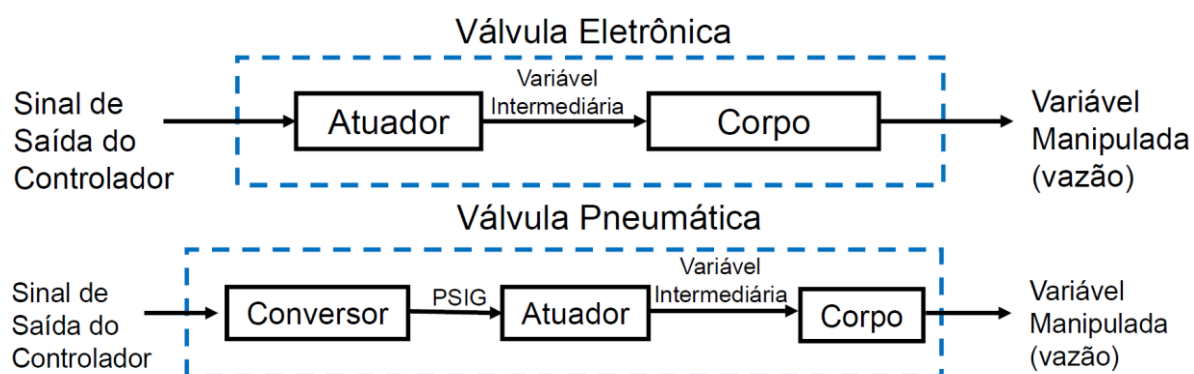 Válvula Eletrônica
Sinal de
Saída do
Controlador
Atuador
Variável
Intermediária
Corpo
Variável
Manipulada
(vazão)
Válvula Pneumática
Sinal de
Saída do
Controlador
Conversor
PSIG
Atuador
Variável
Intermediária
Corpo
Variável
Manipulada
(vazão)